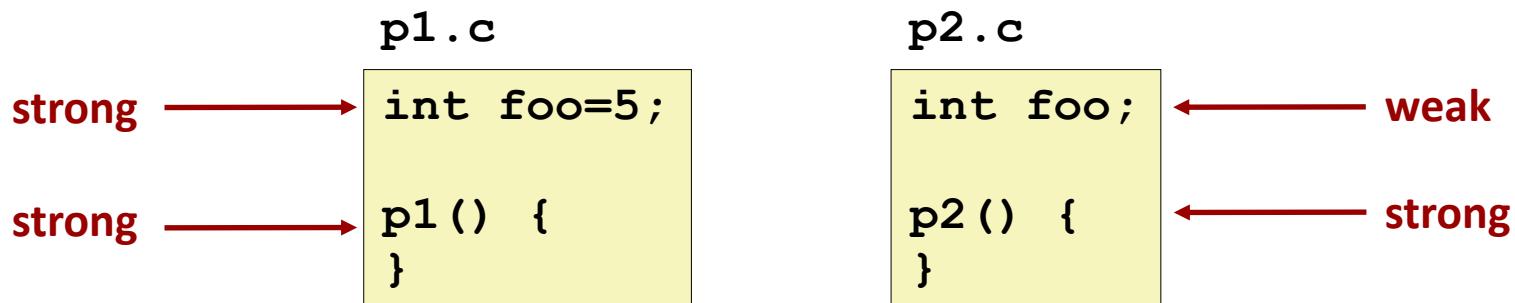 p1.c
p2.c
strong
int foo=5;
int foo;
weak
strong
p1() {
p2() {
strong
}
}